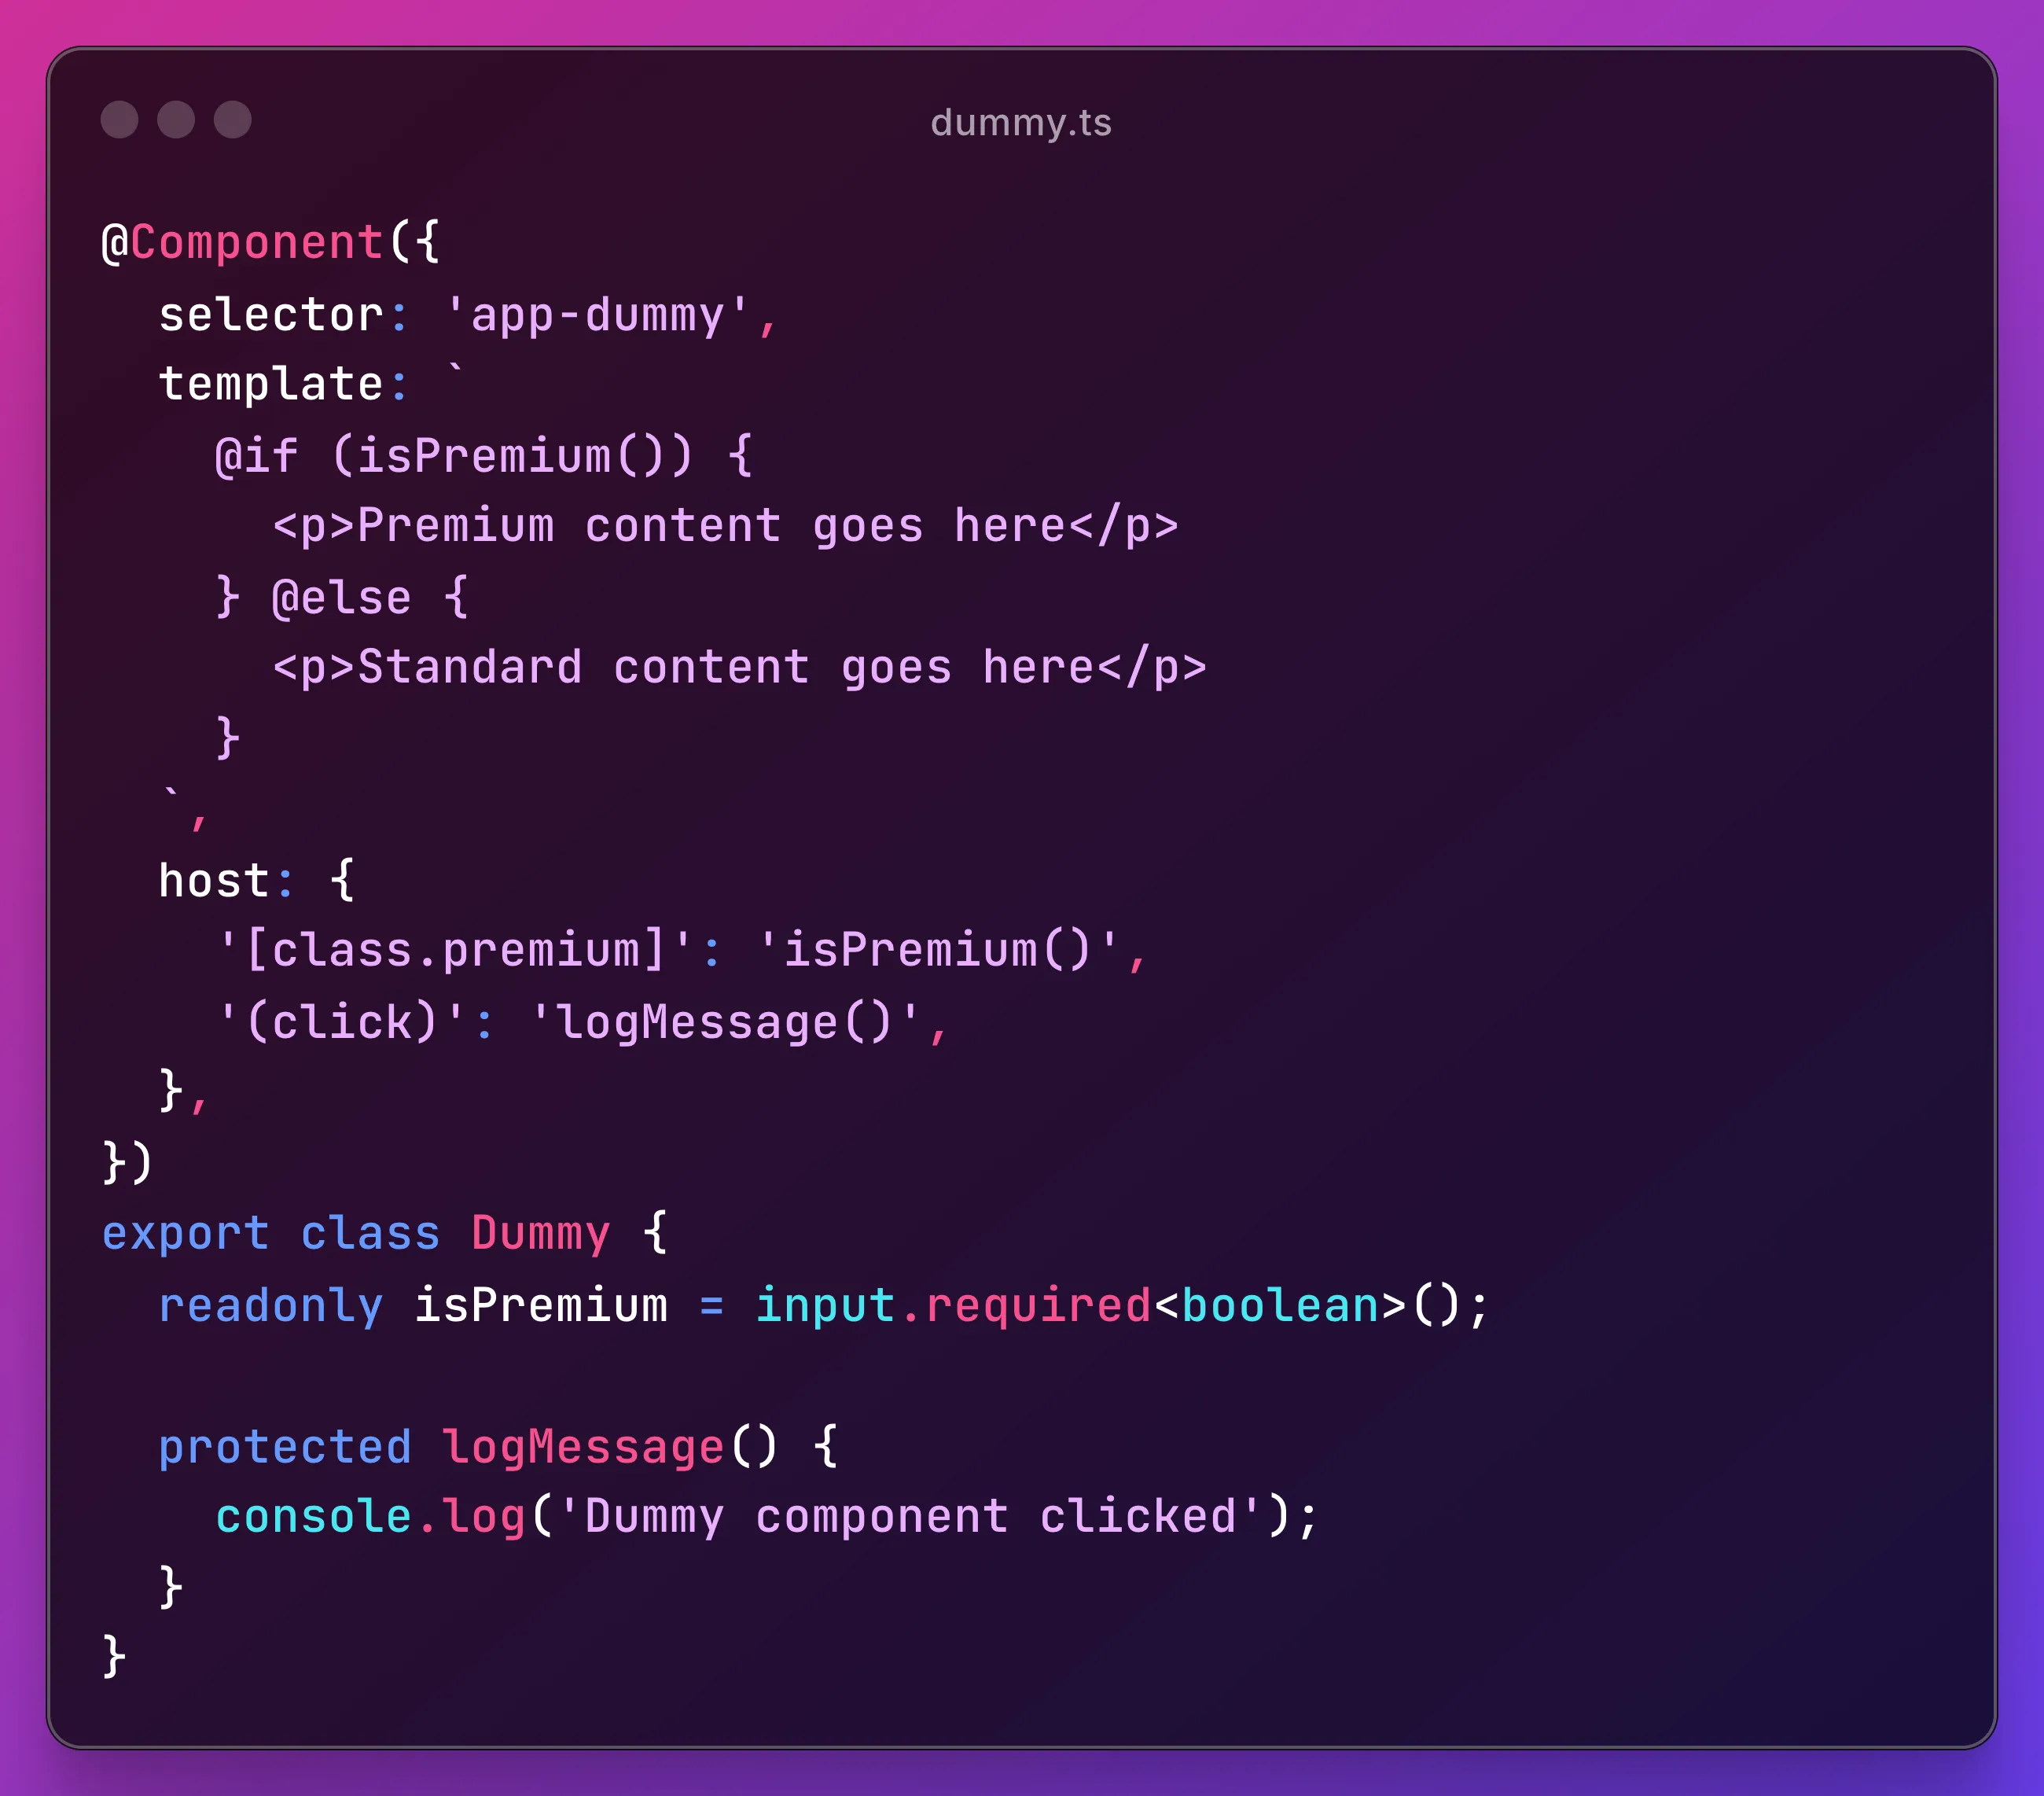 dummy.ts
@Component({
  selector: 'app-dummy',
  template: `
    @if (isPremium()) {
      <p>Premium content goes here</p>
    } @else {
      <p>Standard content goes here</p>
    }
  `,
  host: {
    '[class.premium]': 'isPremium()',
    '(click)': 'logMessage()',
  },
})
export class Dummy {
  readonly isPremium = input.required<boolean>();

  protected logMessage() {
    console.log('Dummy component clicked');
  }
}